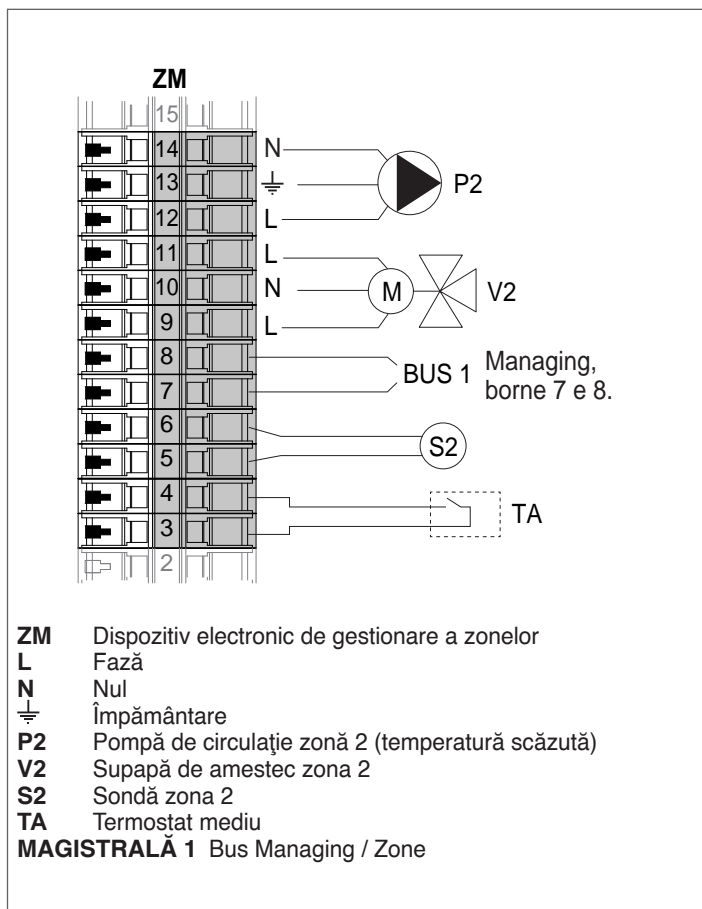 ZM
15
14 N
13
12 L
P2
11 L
10 N
9 L
M V2
8
7
BUS 1 Managing,
borne 7 e 8.
6
5
S2
4
3
TA
2
ZM Dispozitiv electronic de gestionare a zonelor
L Fază
N Nul
⏚ Împământare
P2 Pompă de circulaţie zonă 2 (temperatură scăzută)
V2 Supapă de amestec zona 2
S2 Sondă zona 2
TA Termostat mediu
MAGISTRALĂ 1 Bus Managing / Zone